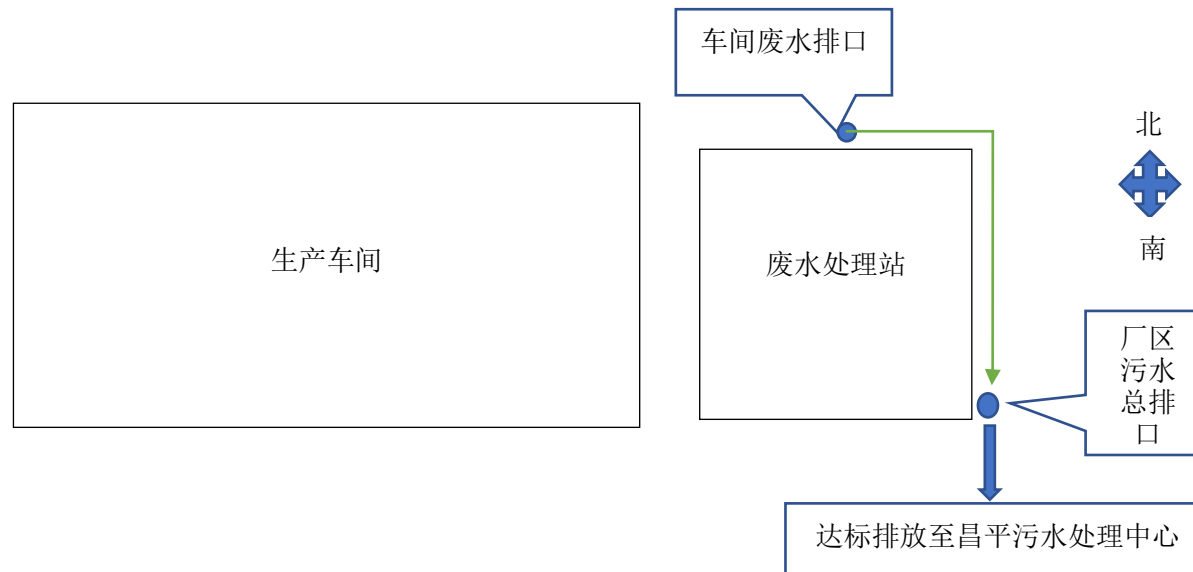 车间废水排口
北
生产车间
废水处理站
南
厂区
污水
总排
口
达标排放至昌平污水处理中心